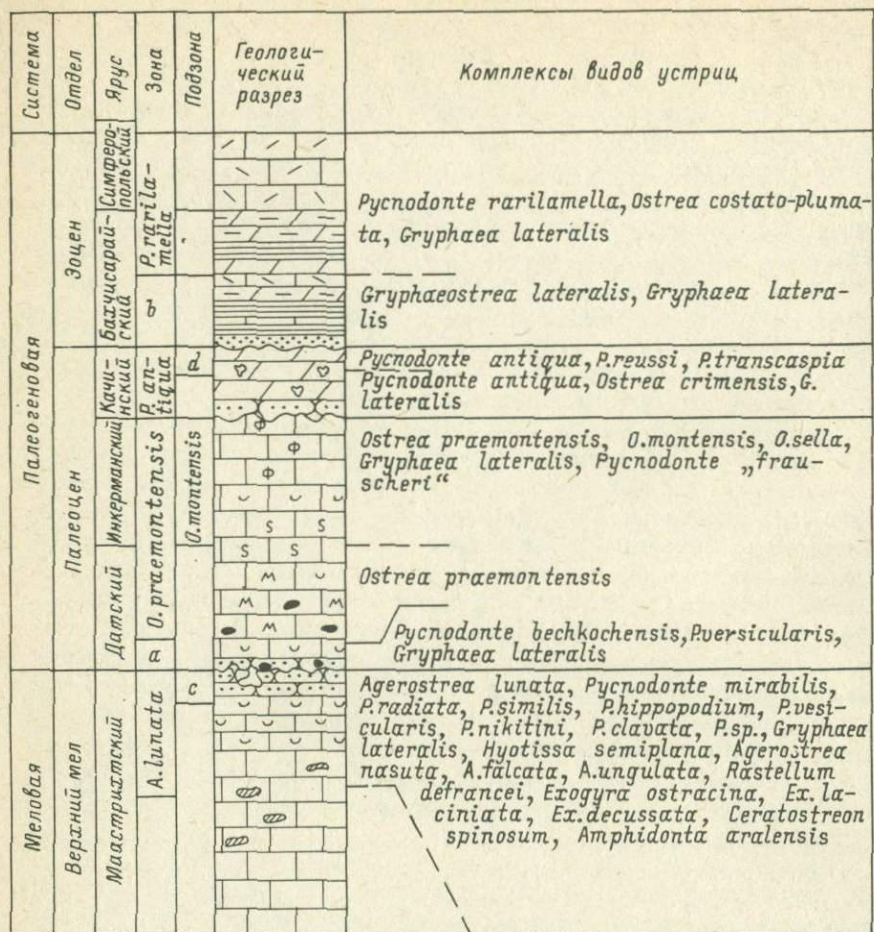 Система
Отдел
Ярус
Зона
Подзона
Геологи-
ческий
разрез
Комплексы видов устриц
Палеогеновая
Меловая
Эоцен
Палеоцен
Верхний мел
Симферо-
польский
Бахчисарай-
ский
Качи-
нский
Инкерманский
Датский
Маастрихтский
P. rarila-
mella
b
P. an-
tiqua
O. praemontensis
a
A. lunata
d
O. montensis
c
Pycnodonte rarilamella, Ostrea costato-pluma-
ta, Gryphaea lateralis
Gryphaeostrea lateralis, Gryphaea latera-
lis
Pycnodonte antiqua, P. reussi, P. transcaspia
Pycnodonte antiqua, Ostrea crimensis, G.
lateralis
Ostrea praemontensis, O. montensis, O. sella,
Gryphaea lateralis, Pycnodonte „frau-
scheri“
Ostrea praemontensis
Pycnodonte bechkochensis, P. versicularis,
Gryphaea lateralis
Agerostrea lunata, Pycnodonte mirabilis,
P. radiata, P. similis, P. hippopodium, P. vesi-
cularis, P. nikitini, P. clavata, P. sp., Gryphaea
lateralis, Hyotissa semiplana, Agerostrea
nasuta, A. falcata, A. ungulata, Rastellum
defrancei, Exogyra ostracina, Ex. la-
ciniata, Ex. decussata, Ceratostreon
spinosum, Amphidonta aralensis